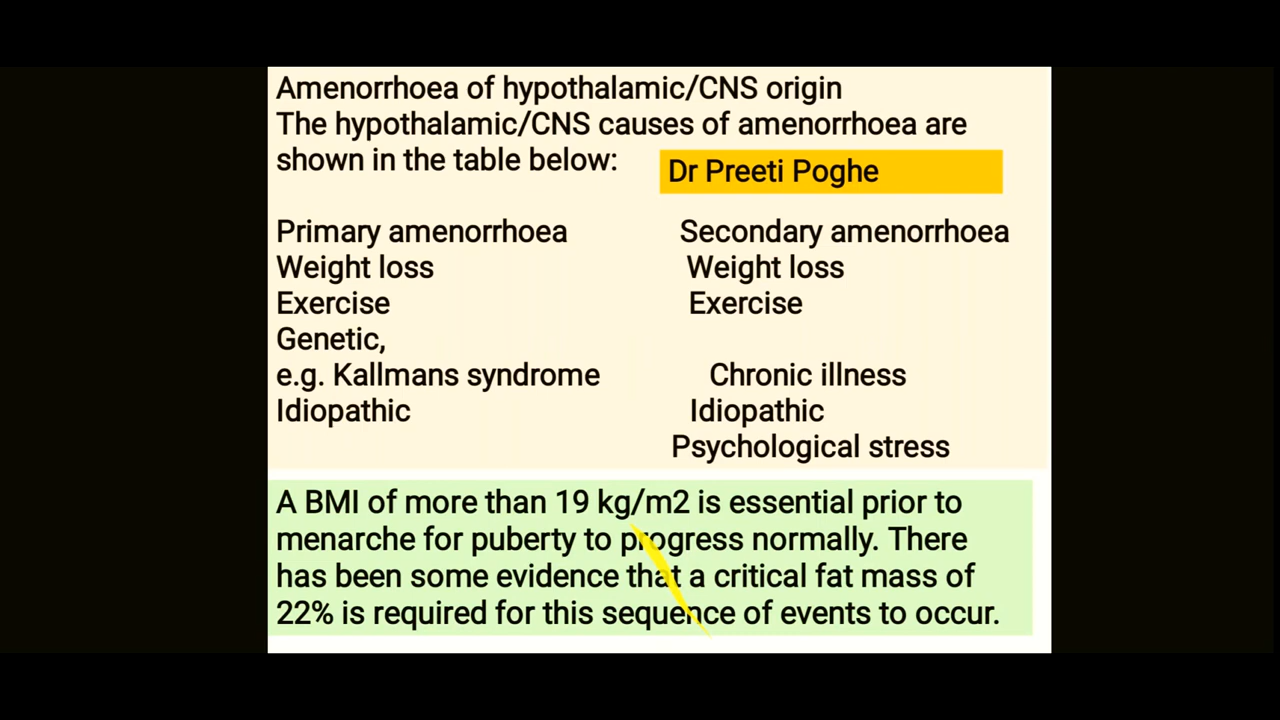 Amenorrhoea of hypothalamic/CNS origin
The hypothalamic/CNS causes of amenorrhoea are
shown in the table below:
Dr Preeti Poghe
Primary amenorrhoea Secondary amenorrhoea
Weight loss Weight loss
Exercise Exercise
Genetic,
e.g. Kallmans syndrome Chronic illness
Idiopathic Idiopathic
Psychological stress
A BMI of more than 19 kg/m2 is essential prior to
menarche for puberty to progress normally. There
has been some evidence that a critical fat mass of
22% is required for this sequence of events to occur.